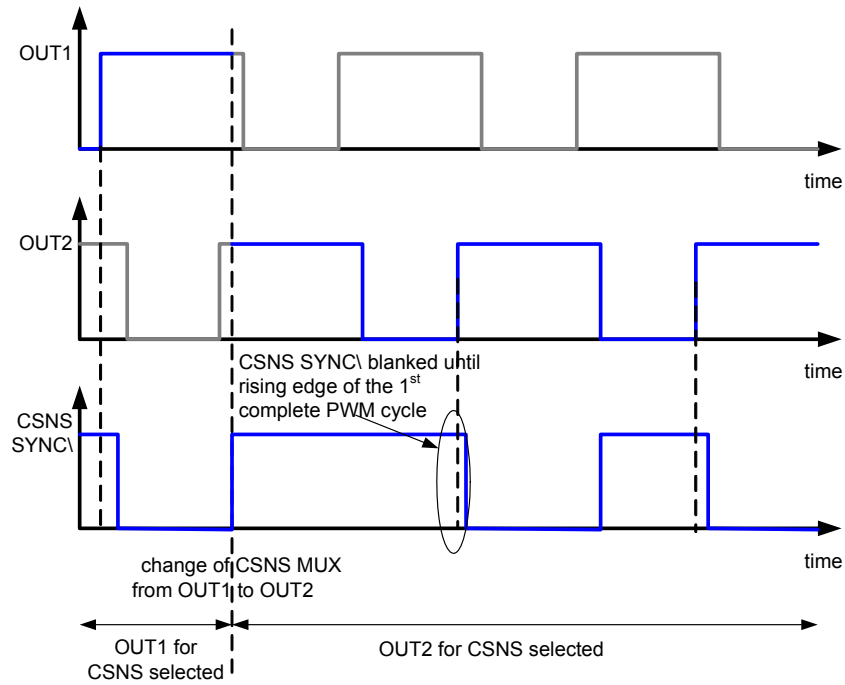 OUT1
time
OUT2
time
CSNS SYNC\ blanked until
rising edge of the 1st
complete PWM cycle
CSNS
SYNC\
time
change of CSNS MUX
from OUT1 to OUT2
OUT1 for
CSNS selected
OUT2 for CSNS selected